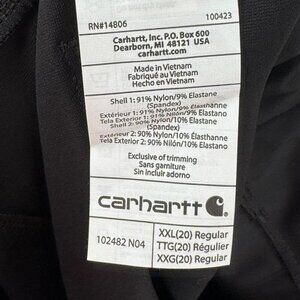 RN#14806 100423
Carhartt, Inc. P.O. Box 600
Dearborn, MI 48121 USA
carhartt.com
Made in Vietnam
Fabriqué au Vietnam
Hecho en Vietnam
Shell 1: 91% Nylon/9% Elastane
(Spandex)
Extérieur 1: 91% Nylon/9% Élasthanne
Tela Exterior 1: 91% Nylon/9% Elastano
Shell 2: 90% Nylon/10% Elastane
(Spandex)
Extérieur 2: 90% Nylon/10% Élasthanne
Tela Exterior 2: 90% Nylon/10% Elastano
Exclusive of trimming
Sans garniture
Sin Incluir adorno
carhartt
102482 N04
XXL(20) Regular
TTG(20) Régulier
XXG(20) Regular